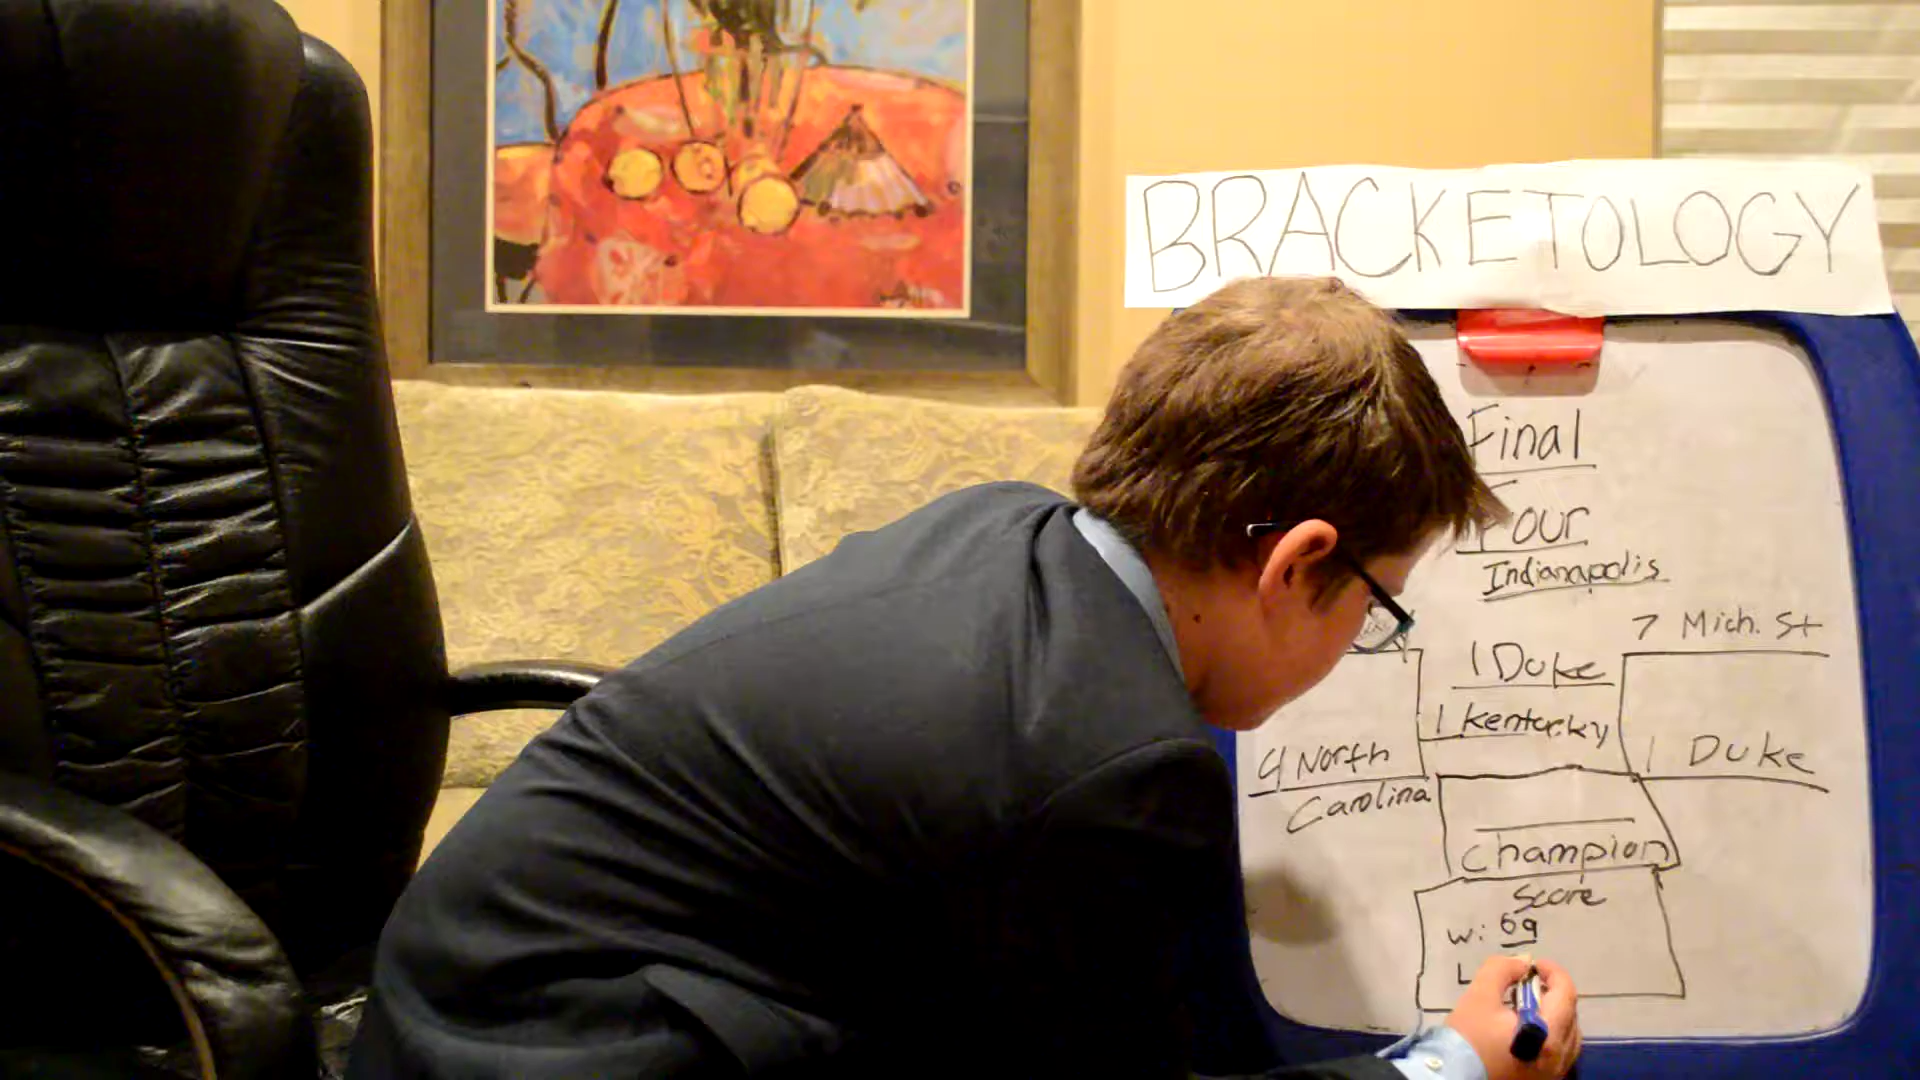 BRACKETOLOGY
Final
Four
Indianapolis
7 Mich. St
1 Duke
1 Kentucky
4 North
Carolina
1 Duke
Champion
Score
W: 69
L